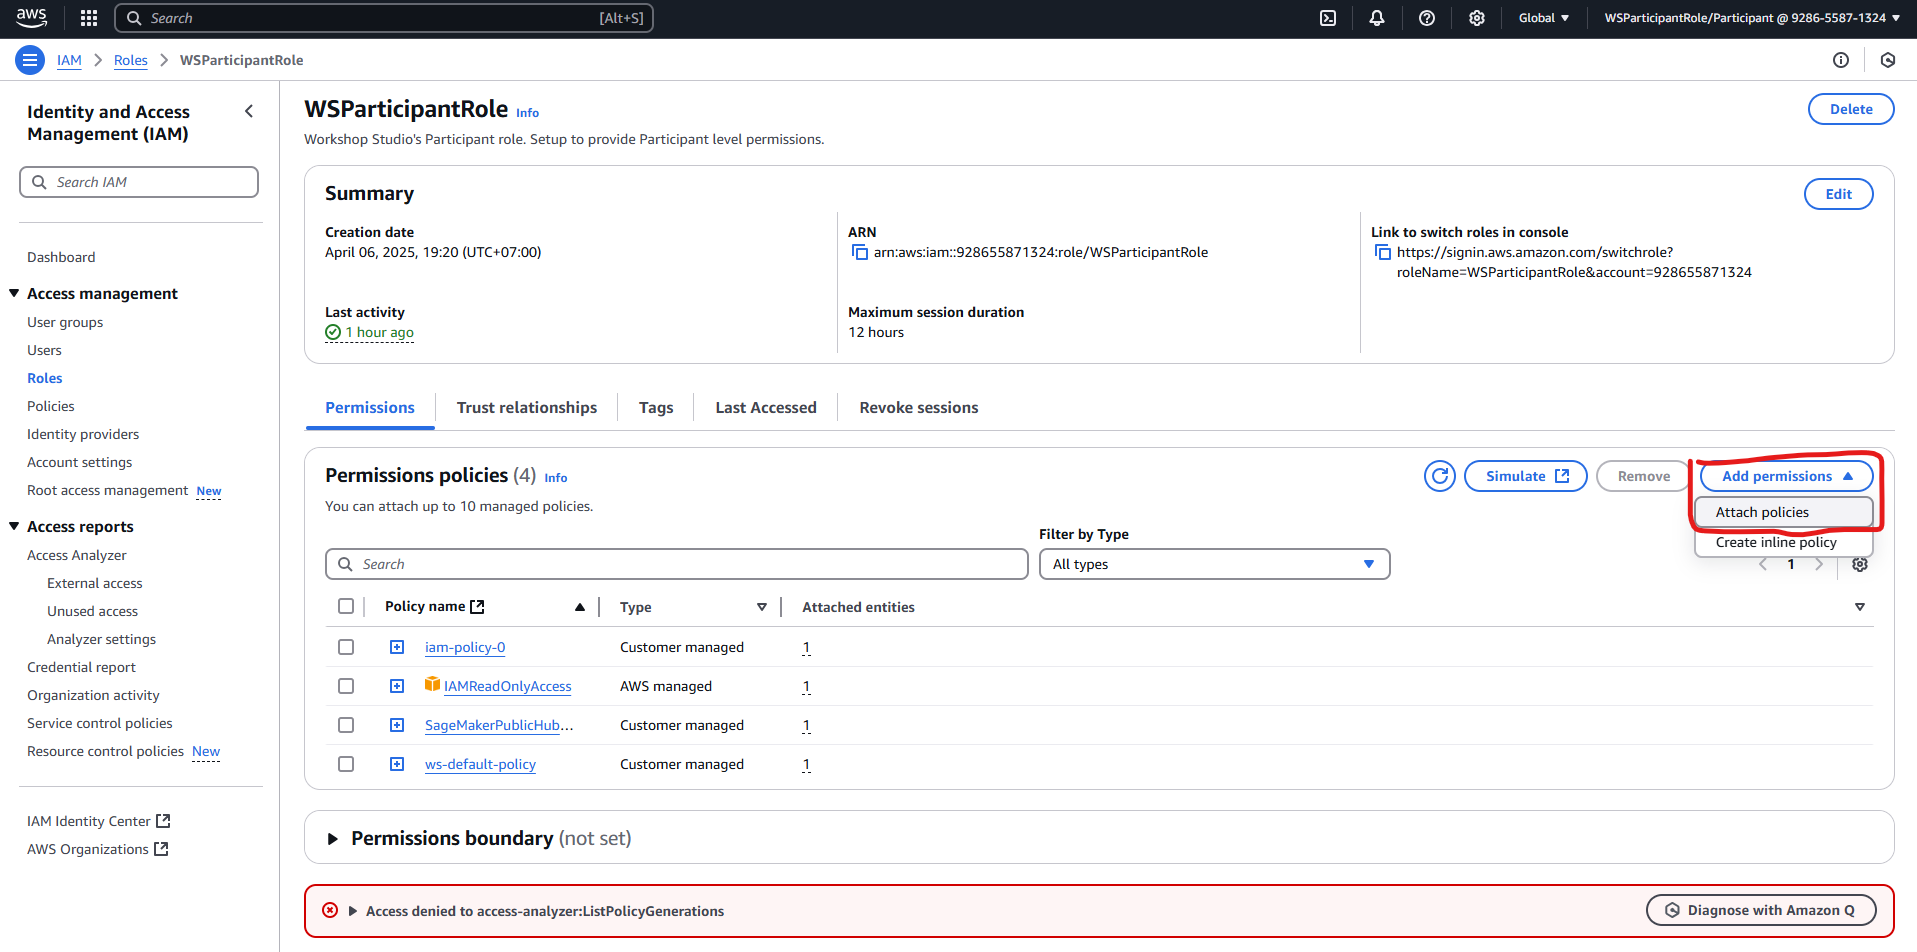 aws
Search [Alt+S]
Global
WSParticipantRole/Participant @ 9286-5587-1324
IAM
Roles
WSParticipantRole
Identity and Access
Management (IAM)
Search IAM
Dashboard
Access management
User groups
Users
Roles
Policies
Identity providers
Account settings
Root access management New
Access reports
Access Analyzer
External access
Unused access
Analyzer settings
Credential report
Organization activity
Service control policies
Resource control policies New
IAM Identity Center
AWS Organizations
WSParticipantRole Info
Delete
Workshop Studio's Participant role. Setup to provide Participant level permissions.
Summary
Edit
Creation date
April 06, 2025, 19:20 (UTC+07:00)
ARN
arn:aws:iam::928655871324:role/WSParticipantRole
Link to switch roles in console
https://signin.aws.amazon.com/switchrole?
roleName=WSParticipantRole&account=928655871324
Last activity
1 hour ago
Maximum session duration
12 hours
Permissions
Trust relationships
Tags
Last Accessed
Revoke sessions
Permissions policies (4) Info
Simulate
Remove
Add permissions
You can attach up to 10 managed policies.
Attach policies
Create inline policy
Filter by Type
Search
All types
1
Policy name
Type
Attached entities
iam-policy-0 Customer managed 1
IAMReadOnlyAccess AWS managed 1
SageMakerPublicHub... Customer managed 1
ws-default-policy Customer managed 1
Permissions boundary (not set)
Access denied to access-analyzer:ListPolicyGenerations
Diagnose with Amazon Q